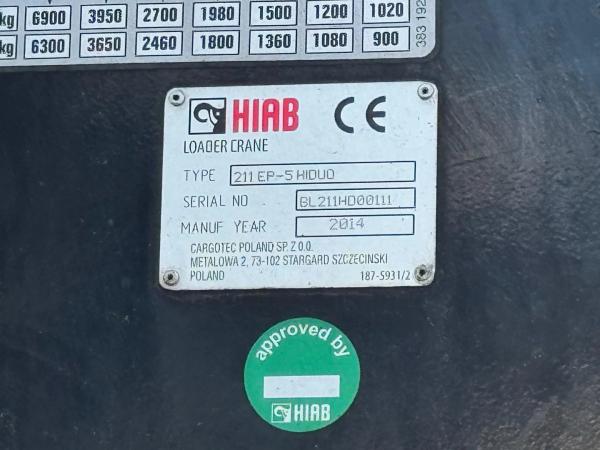 kg 6900 3950 2700 1980 1500 1200 1020
kg 6300 3650 2460 1800 1360 1080 900
383 192
HIAB CE
LOADER CRANE
TYPE 211 EP-5 HIDUO
SERIAL NO BL211HD00111
MANUF YEAR 2014
CARGOTEC POLAND SP. Z O.O.
METALOWA 2, 73-102 STARGARD SZCZECINSKI
POLAND 187-5931/2
approved by
HIAB